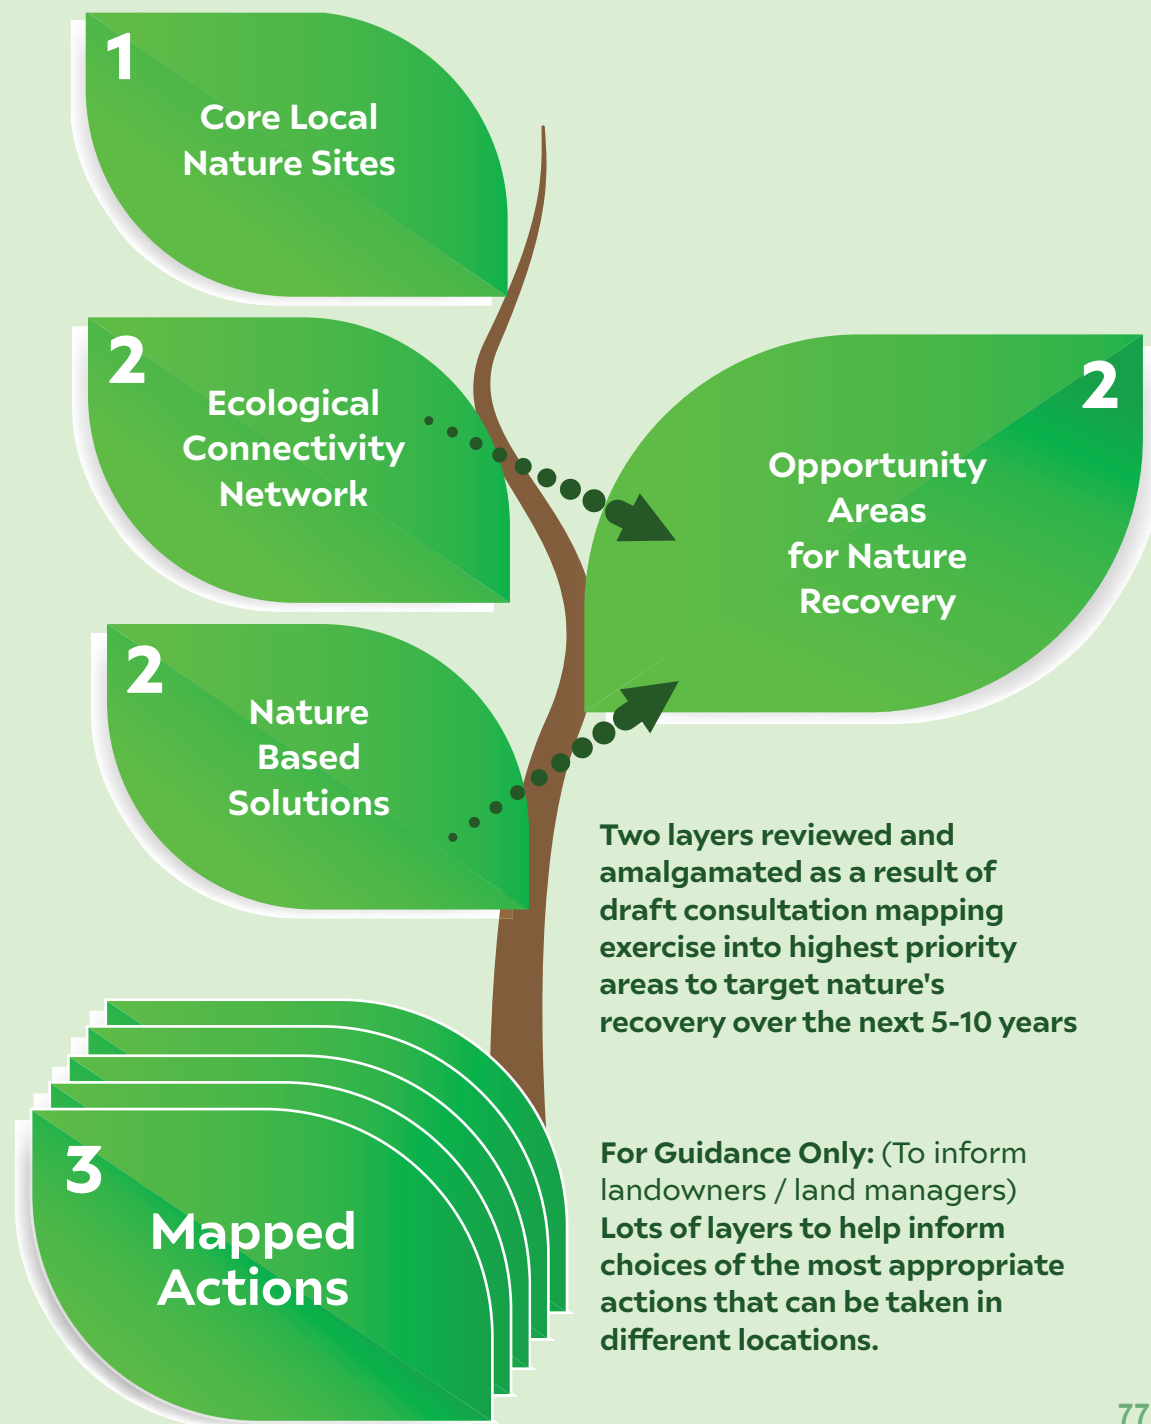 1
Core Local
Nature Sites
2
Ecological
Connectivity
Network
2
Opportunity
Areas
for Nature
Recovery
2
Nature
Based
Solutions
Two layers reviewed and
amalgamated as a result of
draft consultation mapping
exercise into highest priority
areas to target nature's
recovery over the next 5-10 years
3
Mapped
Actions
For Guidance Only: (To inform
landowners / land managers)
Lots of layers to help inform
choices of the most appropriate
actions that can be taken in
different locations.
77